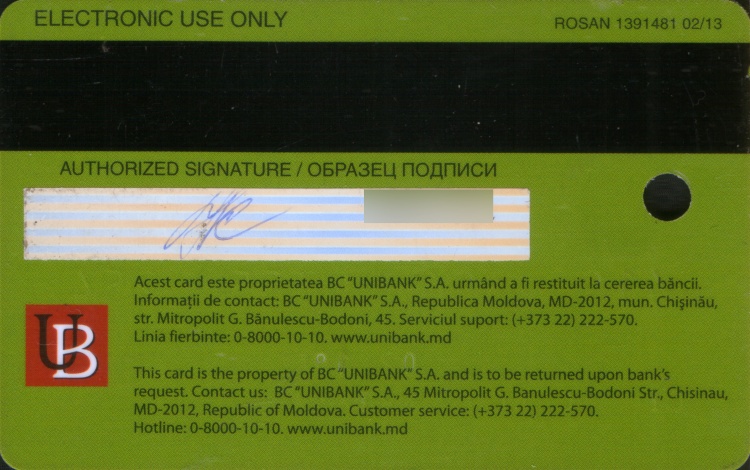 ELECTRONIC USE ONLY
ROSAN 1391481 02/13
AUTHORIZED SIGNATURE / ОБРАЗЕЦ ПОДПИСИ
Acest card este proprietatea BC "UNIBANK" S.A. urmând a fi restituit la cererea băncii.
Informații de contact: BC "UNIBANK" S.A., Republica Moldova, MD-2012, mun. Chișinău,
str. Mitropolit G. Bănulescu-Bodoni, 45. Serviciul suport: (+373 22) 222-570.
Linia fierbinte: 0-8000-10-10. www.unibank.md
UB
This card is the property of BC "UNIBANK" S.A. and is to be returned upon bank's
request. Contact us: BC "UNIBANK" S.A., 45 Mitropolit G. Banulescu-Bodoni Str., Chisinau,
MD-2012, Republic of Moldova. Customer service: (+373 22) 222-570.
Hotline: 0-8000-10-10. www.unibank.md